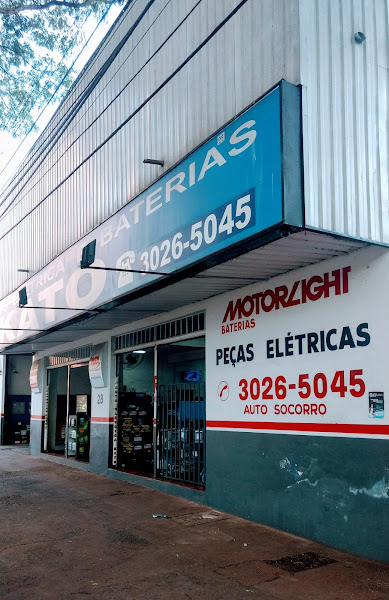 BATERIAS
3026-5045
MOTORLIGHT
BATERIAS
PEÇAS ELÉTRICAS
3026-5045
AUTO SOCORRO
28